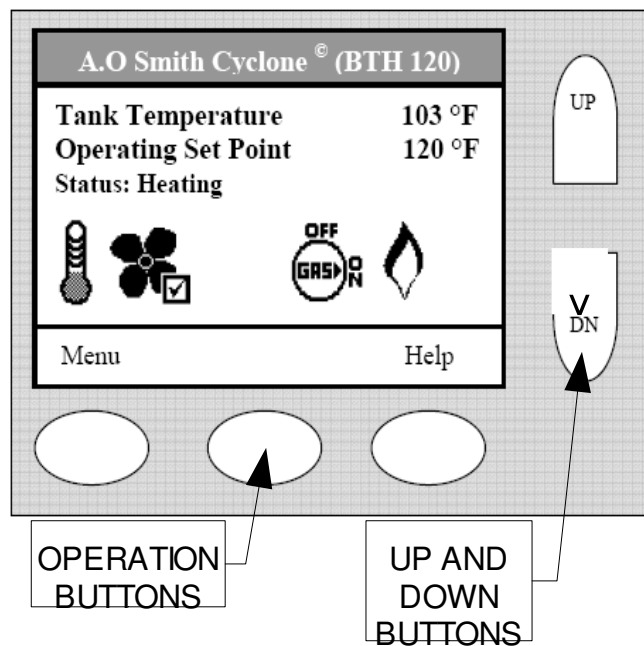 A.O Smith Cyclone © (BTH 120)
Tank Temperature 103 °F
Operating Set Point 120 °F
Status: Heating
OFF
GAS
ON
Menu Help
UP
V
DN
OPERATION
BUTTONS
UP AND
DOWN
BUTTONS